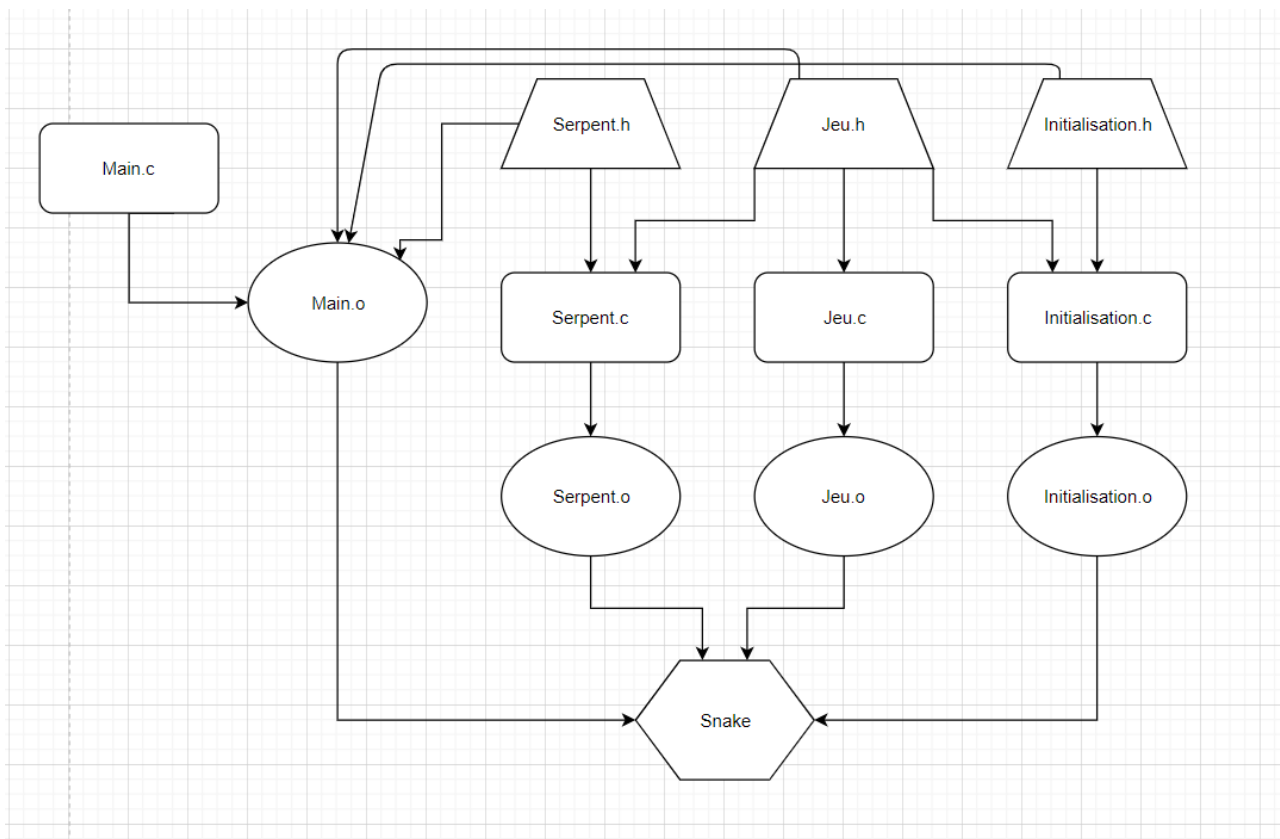 Serpent.h
Jeu.h
Initialisation.h
Main.c
Main.o
Serpent.c
Jeu.c
Initialisation.c
Serpent.o
Jeu.o
Initialisation.o
Snake